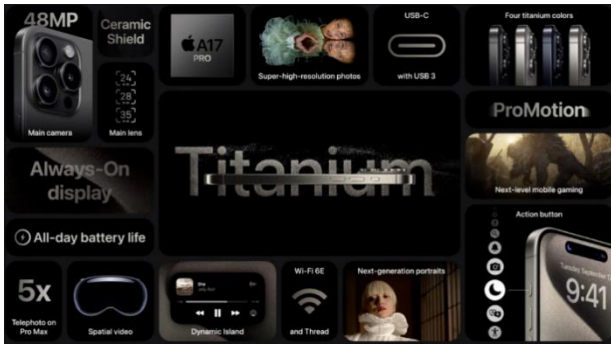 48MP
Main camera
Ceramic
Shield
24
28
35
Main lens
A17
PRO
Super-high-resolution photos
USB-C
with USB 3
Four titanium colors
ProMotion
Always-On
display
Titanium
Next-level mobile gaming
All-day battery life
Action button
5x
Telephoto on
Pro Max
Spatial video
Dynamic Island
Wi-Fi 6E
and Thread
Next-generation portraits
Tuesday, September
9:41